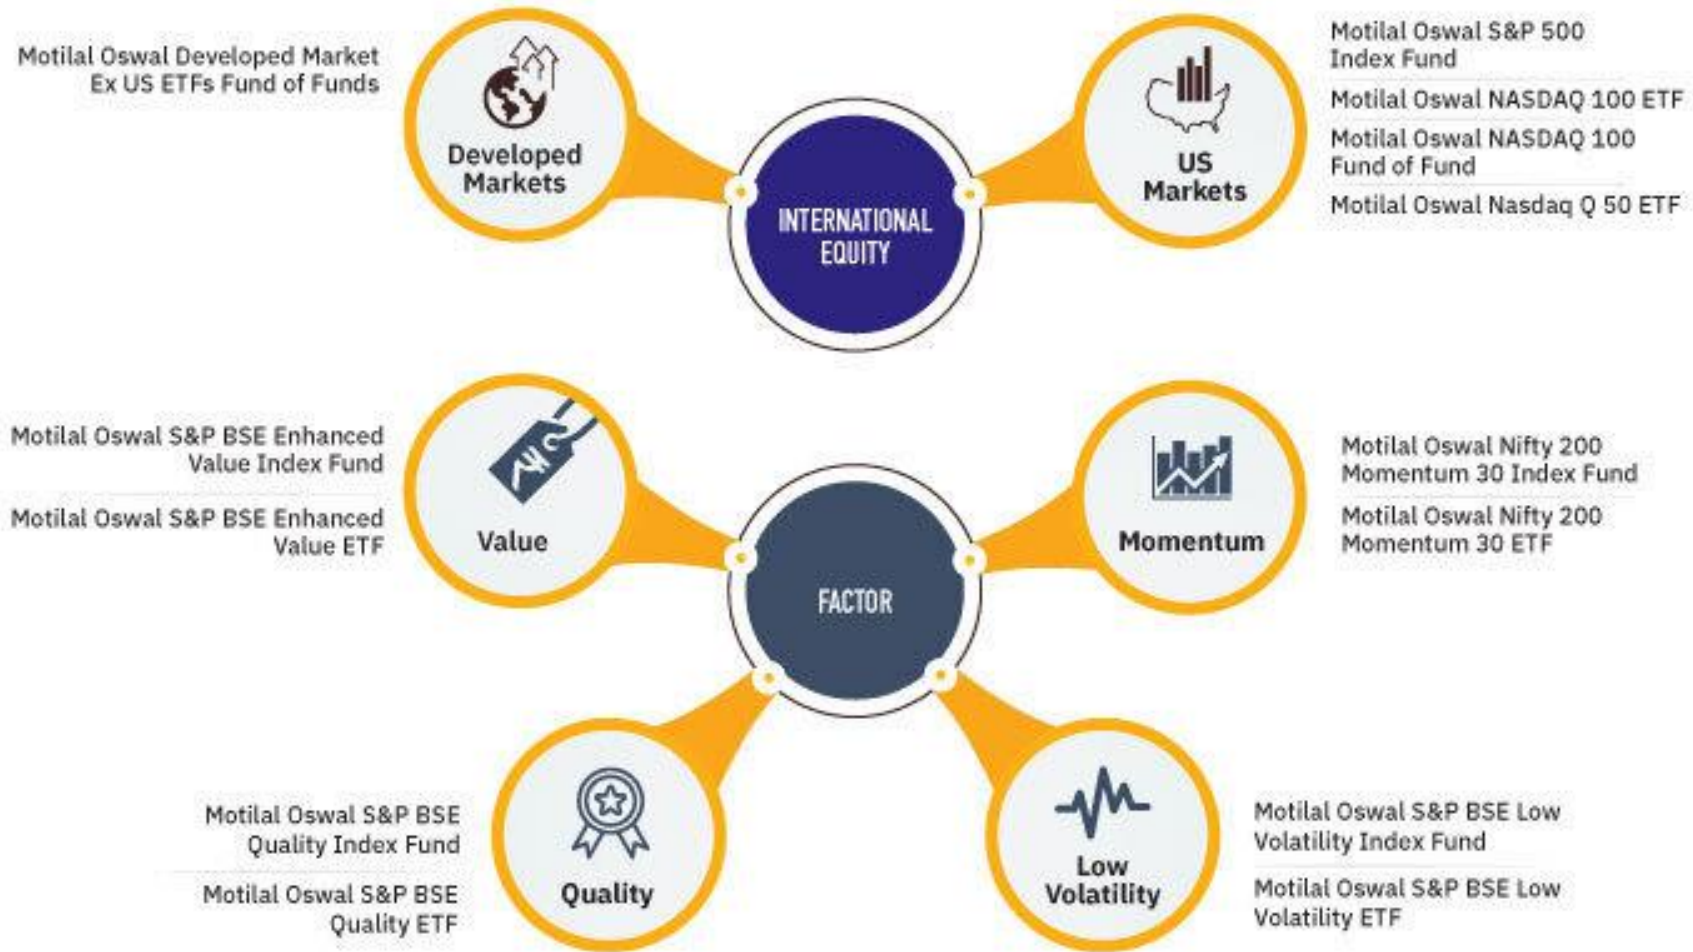 Motilal Oswal Developed Market
Ex US ETFs Fund of Funds
Developed
Markets
INTERNATIONAL
EQUITY
US
Markets
Motilal Oswal S&P 500
Index Fund
Motilal Oswal NASDAQ 100 ETF
Motilal Oswal NASDAQ 100
Fund of Fund
Motilal Oswal Nasdaq Q 50 ETF
Motilal Oswal S&P BSE Enhanced
Value Index Fund
Motilal Oswal S&P BSE Enhanced
Value ETF
Value
FACTOR
Momentum
Motilal Oswal Nifty 200
Momentum 30 Index Fund
Motilal Oswal Nifty 200
Momentum 30 ETF
Motilal Oswal S&P BSE
Quality Index Fund
Motilal Oswal S&P BSE
Quality ETF
Quality
Low
Volatility
Motilal Oswal S&P BSE Low
Volatility Index Fund
Motilal Oswal S&P BSE Low
Volatility ETF